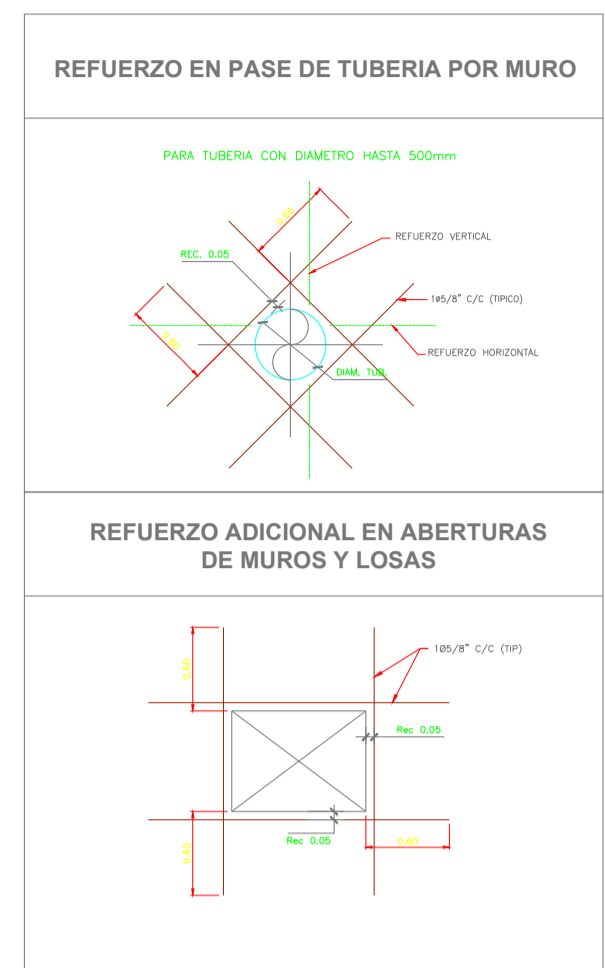 REFUERZO EN PASE DE TUBERIA POR MURO
PARA TUBERIA CON DIAMETRO HASTA 500mm
0.60
REFUERZO VERTICAL
REC. 0.05
1ø5/8" C/C (TIPICO)
0.60
REFUERZO HORIZONTAL
DIAM. TUB.
REFUERZO ADICIONAL EN ABERTURAS
DE MUROS Y LOSAS
1Ø5/8" C/C (TIP)
0.60
Rec 0.05
Rec 0.05
0.60
0.60